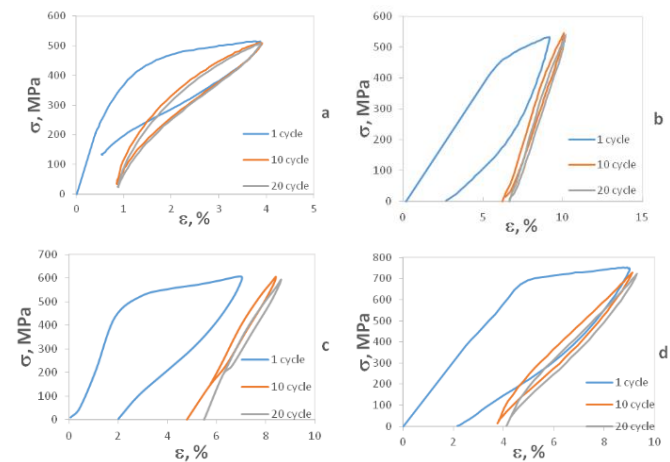 600
500
400
300
200
100
0
σ, MPa
0 1 2 3 4 5
ε, %
1 cycle
10 cycle
20 cycle
a
600
500
400
300
200
100
0
σ, MPa
0 5 10 15
ε, %
1 cycle
10 cycle
20 cycle
b
700
600
500
400
300
200
100
0
σ, MPa
0 2 4 6 8 10
ε, %
1 cycle
10 cycle
20 cycle
c
800
700
600
500
400
300
200
100
0
σ, MPa
0 2 4 6 8 10
ε, %
1 cycle
10 cycle
20 cycle
d